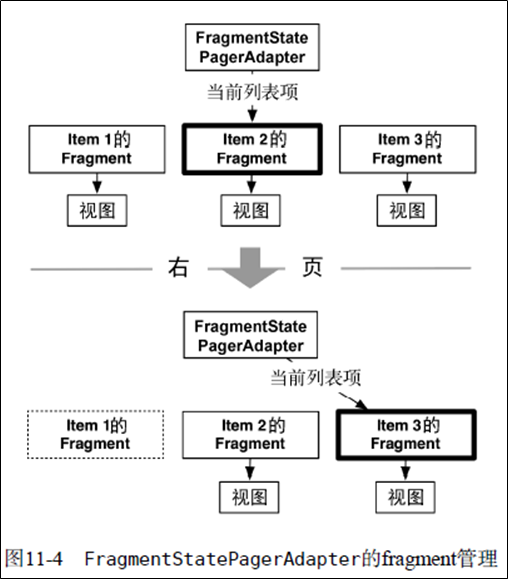 FragmentState
PagerAdapter
当前列表项
Item 1的
Fragment
Item 2的
Fragment
Item 3的
Fragment
视图
视图
视图
右 页
FragmentState
PagerAdapter
当前列表项
Item 1的
Fragment
Item 2的
Fragment
Item 3的
Fragment
视图
视图
图11-4 FragmentStatePagerAdapter的fragment管理